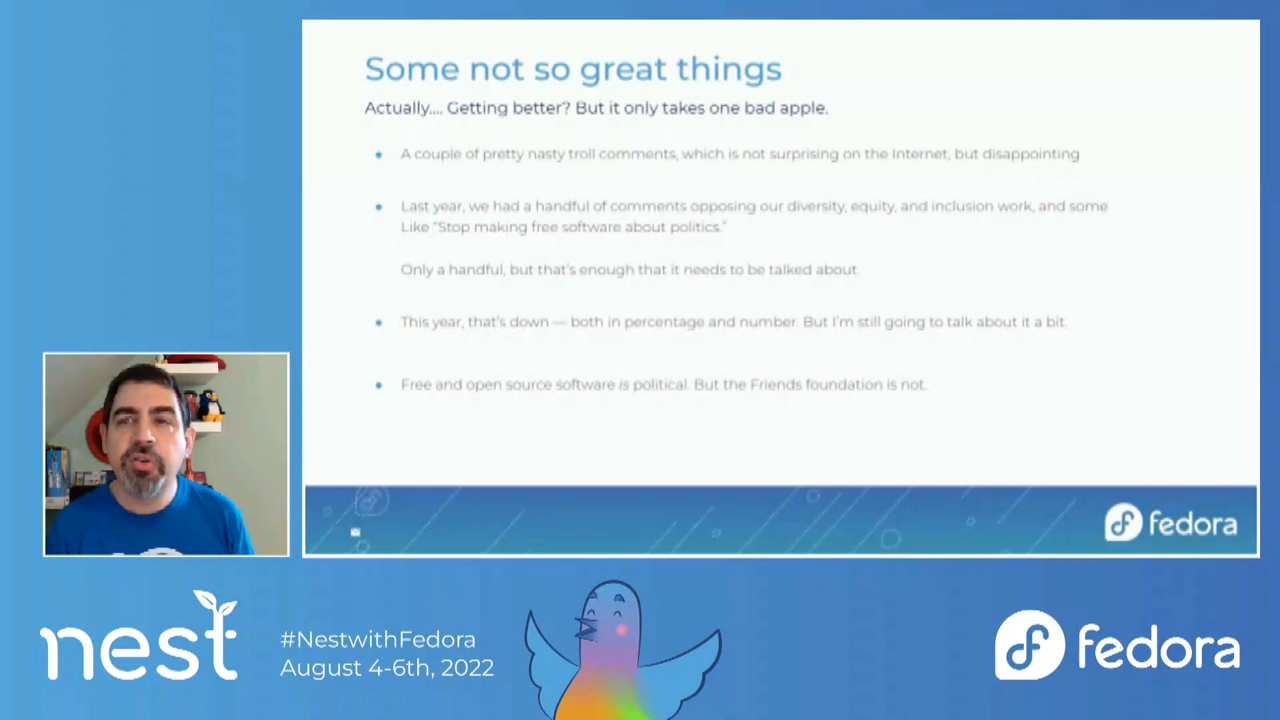 Some not so great things
Actually.... Getting better? But it only takes one bad apple.
A couple of pretty nasty troll comments, which is not surprising on the Internet, but disappointing
Last year, we had a handful of comments opposing our diversity, equity, and inclusion work, and some
Like “Stop making free software about politics.”
Only a handful, but that’s enough that it needs to be talked about.
This year, that’s down — both in percentage and number. But I’m still going to talk about it a bit.
Free and open source software is political. But the Friends foundation is not.
fedora
nest
#NestwithFedora
August 4-6th, 2022
fedora